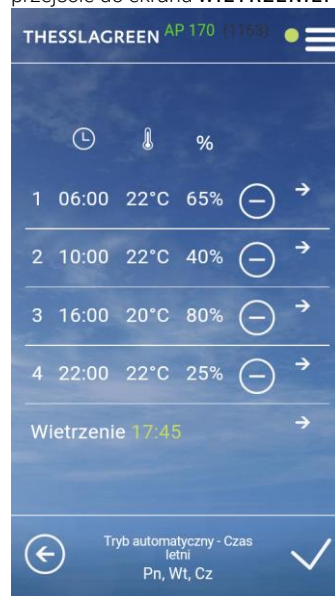 przejście do ekranu WIETRZENIE.
THESSLAGREEN AP 170 (1163)
%
1 06:00 22°C 65%
2 10:00 22°C 40%
3 16:00 20°C 80%
4 22:00 22°C 25%
Wietrzenie 17:45
Tryb automatyczny - Czas
letni
Pn, Wt, Cz